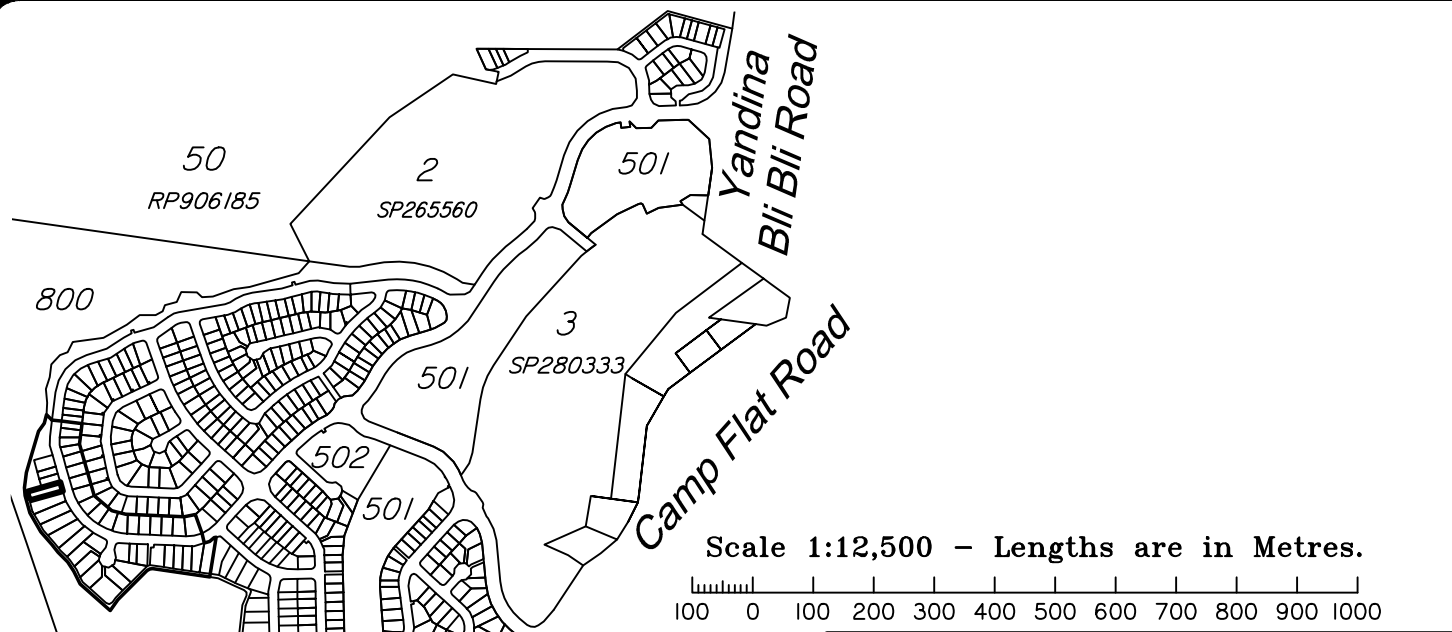 Yandina
Bli Bli Road
50
RP906185
2
SP265560
501
800
3
SP280333
501
502
501
Camp Flat Road
Scale 1:12,500 – Lengths are in Metres.
100 0 100 200 300 400 500 600 700 800 900 1000